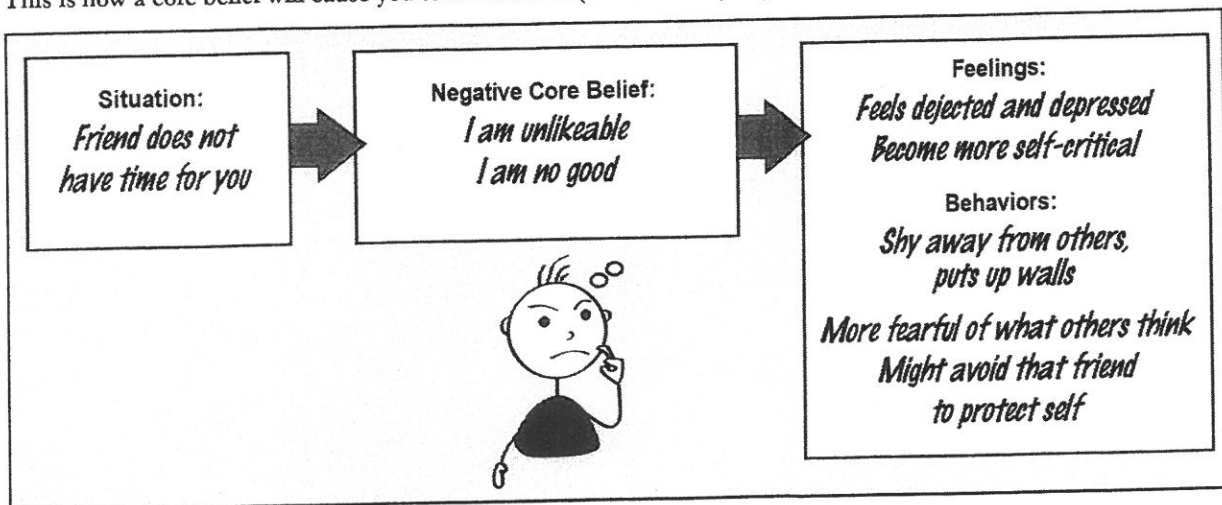 This is how a core belief will cause you to
Situation:
Friend does not
have time for you
Negative Core Belief:
I am unlikeable
I am no good
Feelings:
Feels dejected and depressed
Become more self-critical
Behaviors:
Shy away from others,
puts up walls
More fearful of what others think
Might avoid that friend
to protect self